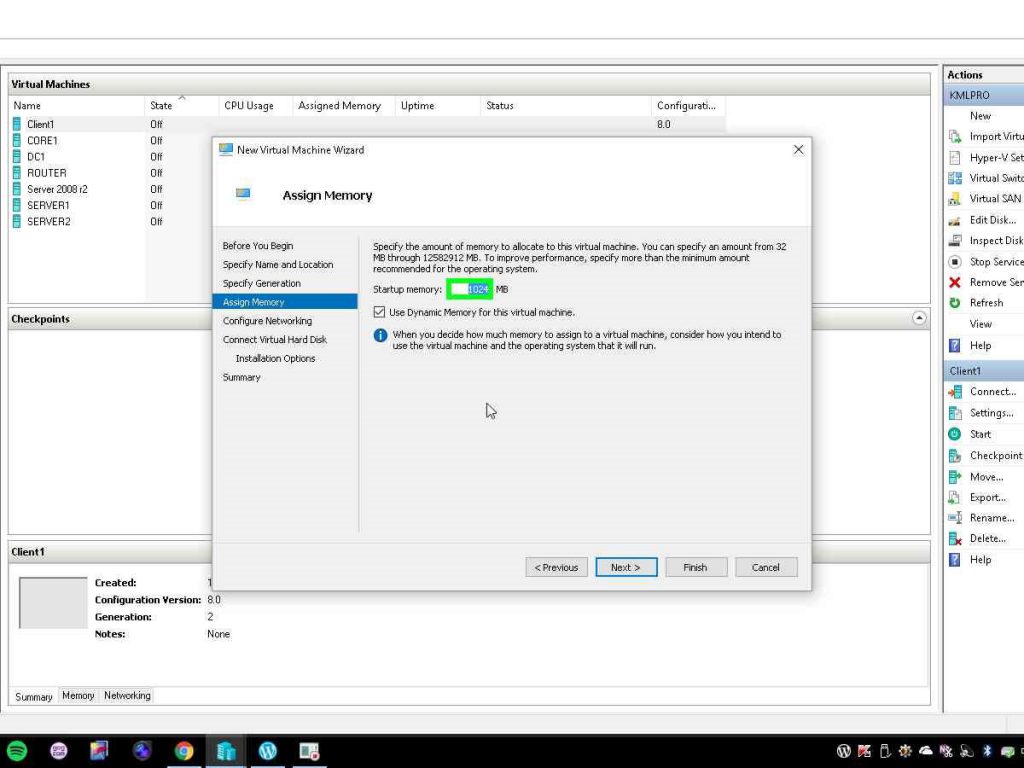 Virtual Machines
Name State CPU Usage Assigned Memory Uptime Status Configurati...
Client1 Off 8.0
CORE1 Off
DC1 Off
ROUTER Off
Server 2008 r2 Off
SERVER1 Off
SERVER2 Off
New Virtual Machine Wizard
Assign Memory
Before You Begin
Specify Name and Location
Specify Generation
Assign Memory
Configure Networking
Connect Virtual Hard Disk
Installation Options
Summary
Specify the amount of memory to allocate to this virtual machine. You can specify an amount from 32
MB through 12582912 MB. To improve performance, specify more than the minimum amount
recommended for the operating system.
Startup memory: 1024 MB
Use Dynamic Memory for this virtual machine.
When you decide how much memory to assign to a virtual machine, consider how you intend to
use the virtual machine and the operating system that it will run.
< Previous Next > Finish Cancel
Checkpoints
Client1
Created:
Configuration Version: 8.0
Generation: 2
Notes: None
Summary Memory Networking
Actions
KMLPRO
New
Import Virtu
Hyper-V Set
Virtual Switc
Virtual SAN
Edit Disk...
Inspect Disk
Stop Service
Remove Ser
Refresh
View
Help
Client1
Connect...
Settings...
Start
Checkpoint
Move...
Export...
Rename...
Delete...
Help